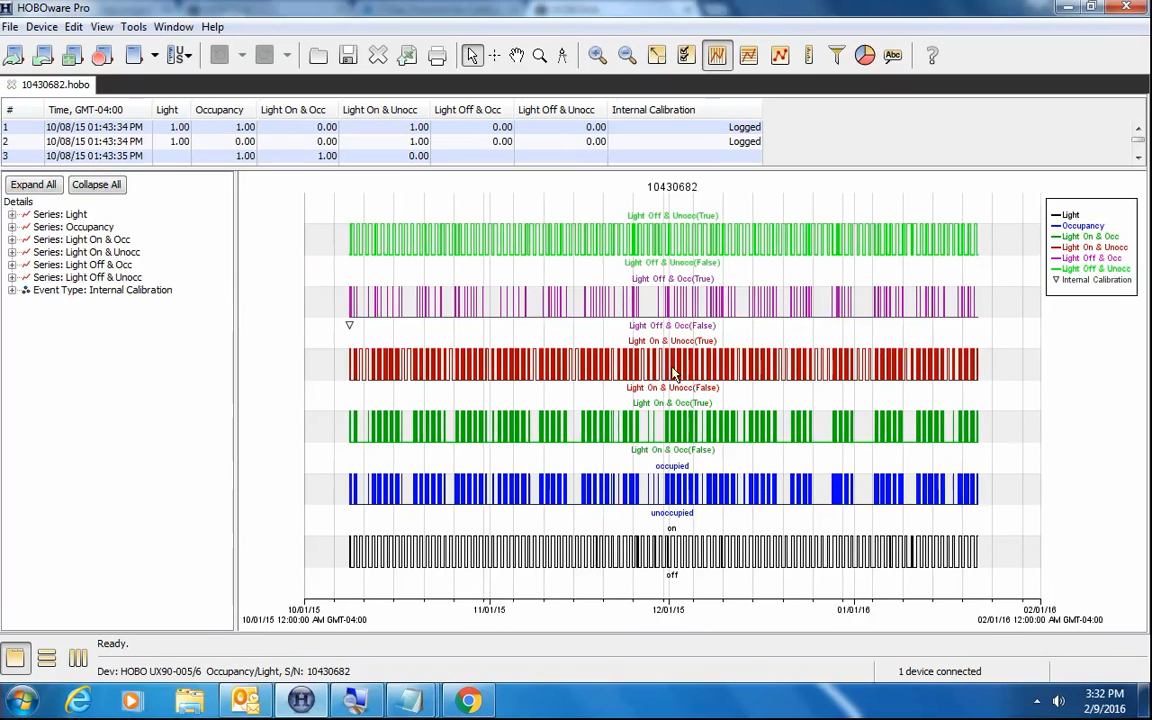 HOBOware Pro
File Device Edit View Tools Window Help
10430682.hobo
# Time, GMT-04:00 Light Occupancy Light On & Occ Light On & Unocc Light Off & Occ Light Off & Unocc Internal Calibration
1 10/08/15 01:43:34 PM 1.00 1.00 0.00 1.00 0.00 0.00 Logged
2 10/08/15 01:43:34 PM 1.00 0.00 0.00 1.00 0.00 0.00 Logged
3 10/08/15 01:43:35 PM 1.00 1.00 0.00
Expand All Collapse All
Details
Series: Light
Series: Occupancy
Series: Light On & Occ
Series: Light On & Unocc
Series: Light Off & Occ
Series: Light Off & Unocc
Event Type: Internal Calibration
10430682
Light Off & Unocc(True)
Light Off & Unocc(False)
Light Off & Occ(True)
Light Off & Occ(False)
Light On & Unocc(True)
Light On & Unocc(False)
Light On & Occ(True)
Light On & Occ(False)
occupied
unoccupied
on
off
10/01/15 11/01/15 12/01/15 01/01/16 02/01/16
10/01/15 12:00:00 AM GMT-04:00 02/01/16 12:00:00 AM GMT-04:00
Light
Occupancy
Light On & Occ
Light On & Unocc
Light Off & Occ
Light Off & Unocc
Internal Calibration
Ready.
Dev: HOBO UX90-005/6 Occupancy/Light, S/N: 10430682 1 device connected
3:32 PM
2/9/2016